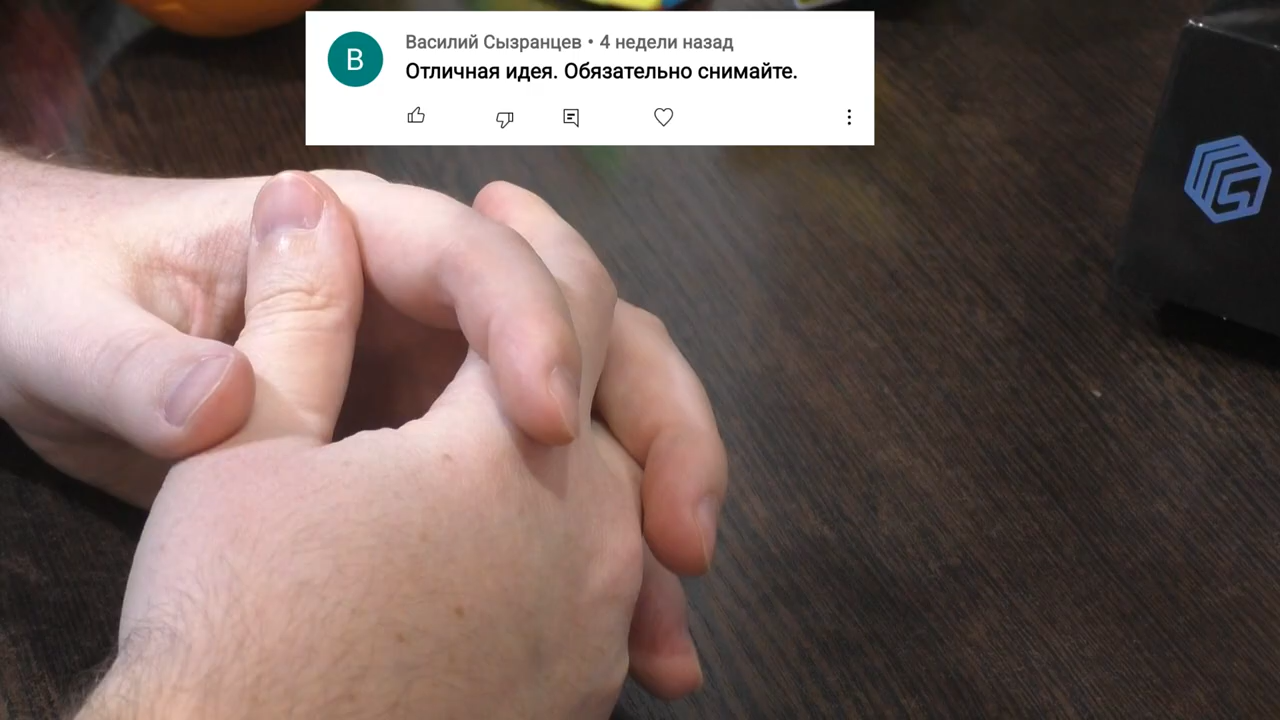 В
Василий Сызранцев • 4 недели назад
Отличная идея. Обязательно снимайте.